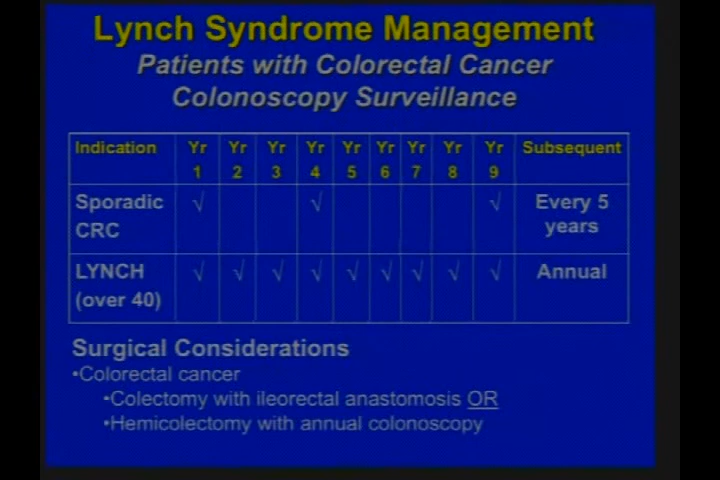 Lynch Syndrome Management
Patients with Colorectal Cancer
Colonoscopy Surveillance
Indication Yr 1 Yr 2 Yr 3 Yr 4 Yr 5 Yr 6 Yr 7 Yr 8 Yr 9 Subsequent
Sporadic CRC √ √ √ Every 5 years
LYNCH (over 40) √ √ √ √ √ √ √ √ √ Annual
Surgical Considerations
•Colorectal cancer
•Colectomy with ileorectal anastomosis OR
•Hemicolectomy with annual colonoscopy